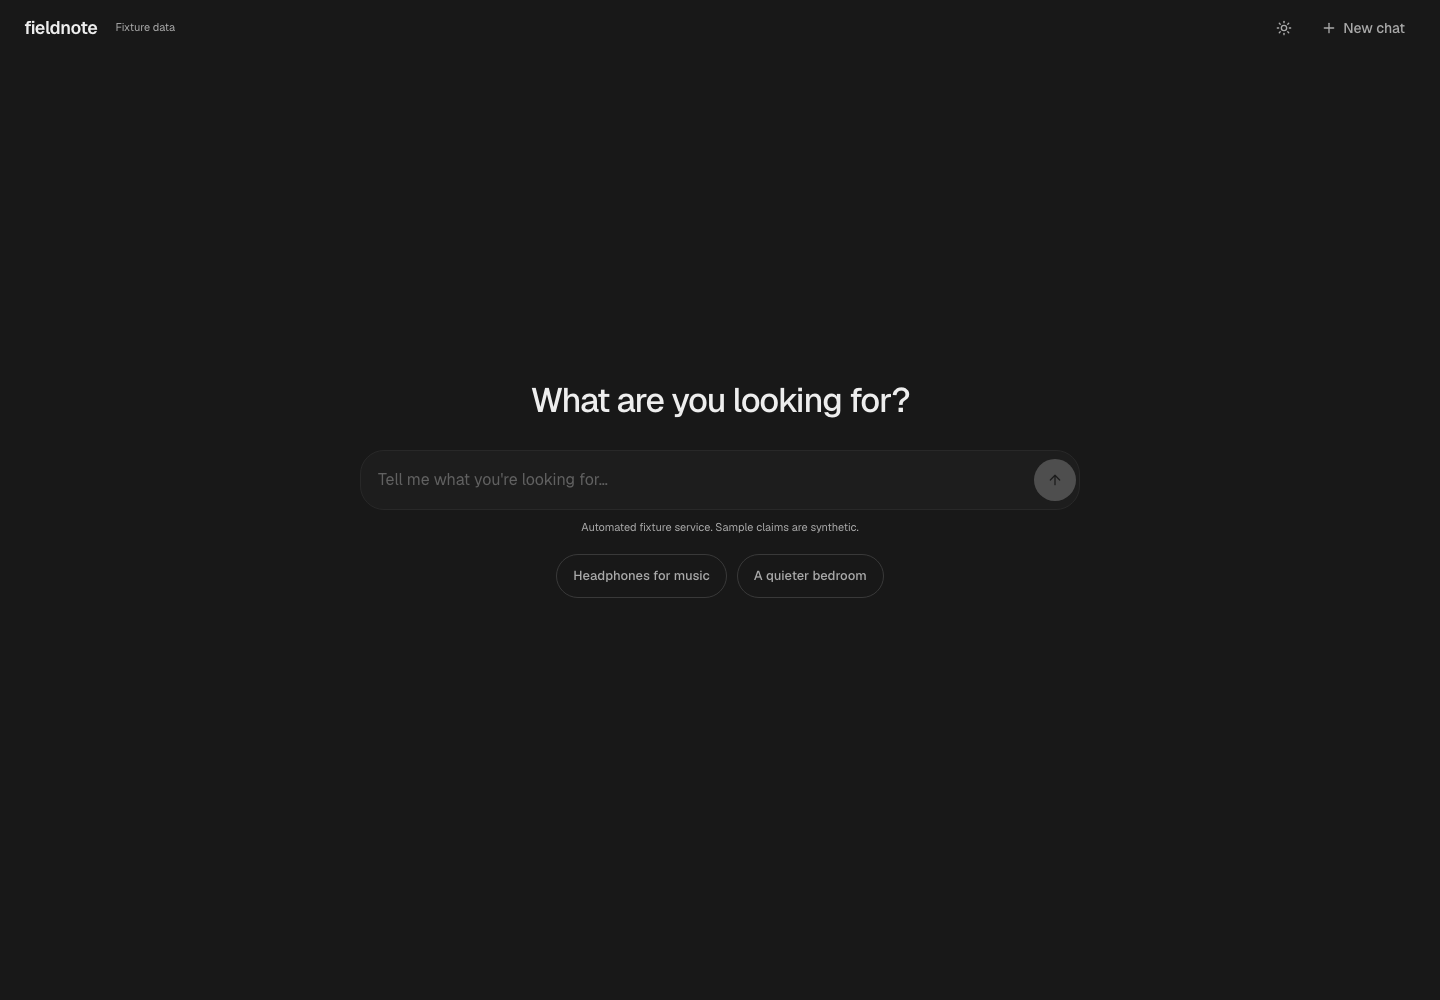 fieldnote
Fixture data
New chat
What are you looking for?
Tell me what you're looking for...
Automated fixture service. Sample claims are synthetic.
Headphones for music
A quieter bedroom